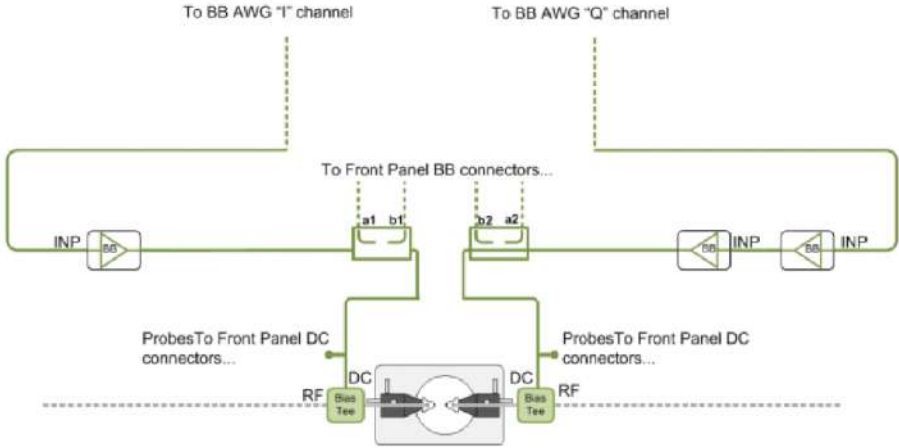 To BB AWG "I" channel
To BB AWG “Q” channel
To Front Panel BB connectors...
a1 b1
b2 a2
INP
BB
BB
INP
BB
INP
ProbesTo Front Panel DC
connectors...
ProbesTo Front Panel DC
connectors...
DC
DC
RF
RF
Bias
Tee
Bias
Tee